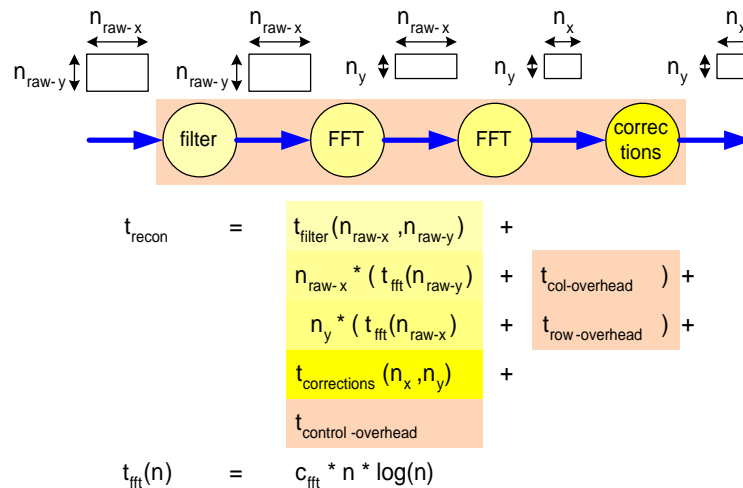 n raw-x n raw-x n raw-x n x n x
n raw-y n raw-y n y n y n y
filter FFT FFT correc
tions
t recon = t filter (n raw-x ,n raw-y) +
n raw-x * ( t fft (n raw-y) + t col-overhead ) +
n y * ( t fft (n raw-x) + t row-overhead ) +
t corrections (n x ,n y) +
t control-overhead
t fft (n) = c fft * n * log(n)